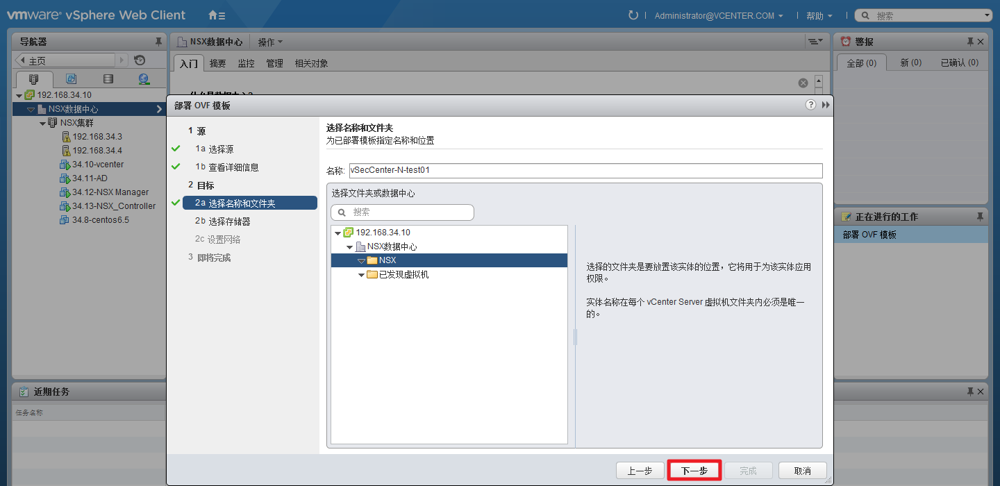 vmware® vSphere Web Client
Administrator@VCENTER.COM
帮助
搜索
导航器
主页
192.168.34.10
NSX数据中心
NSX集群
192.168.34.3
192.168.34.4
34.10-vcenter
34.11-AD
34.12-NSX Manager
34.13-NSX_Controller
34.8-centos6.5
近期任务
任务名称
NSX数据中心
操作
入门
摘要
监控
管理
相关对象
部署 OVF 模板
1 源
1a 选择源
1b 查看详细信息
2 目标
2a 选择名称和文件夹
2b 选择存储器
2c 设置网络
3 即将完成
选择名称和文件夹
为已部署模板指定名称和位置
名称: vSecCenter-N-test01
选择文件夹或数据中心
搜索
192.168.34.10
NSX数据中心
NSX
已发现虚拟机
选择的文件夹是要放置该实体的位置，它将用于为该实体应用
权限。
实体名称在每个 vCenter Server 虚拟机文件夹内必须是唯一
的。
上一步
下一步
完成
取消
警报
全部 (0)
新 (0)
已确认 (0)
正在进行的工作
部署 OVF 模板